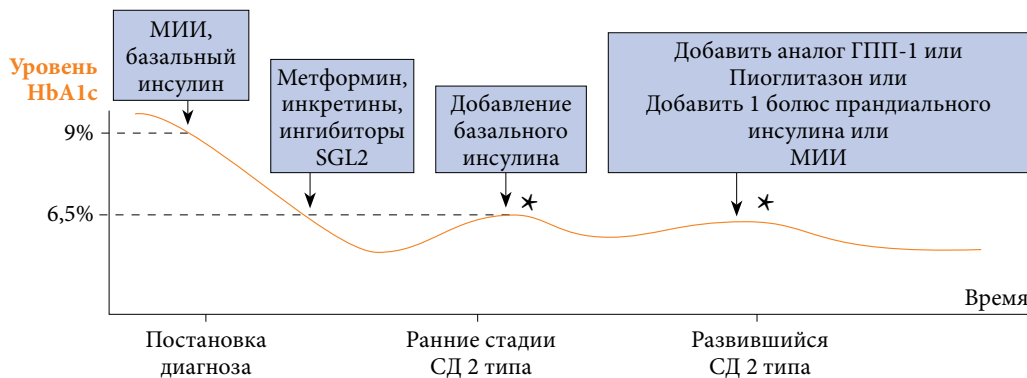 МИИ,
базальный
инсулин
Уровень
HbA1c
9%
6,5%
Метформин,
инкретины,
ингибиторы
SGL2
Добавление
базального
инсулина
Добавить аналог ГПП-1 или
Пиоглитазон или
Добавить 1 болюс прандиального
инсулина или
МИИ
Время
Постановка
диагноза
Ранние стадии
СД 2 типа
Развившийся
СД 2 типа